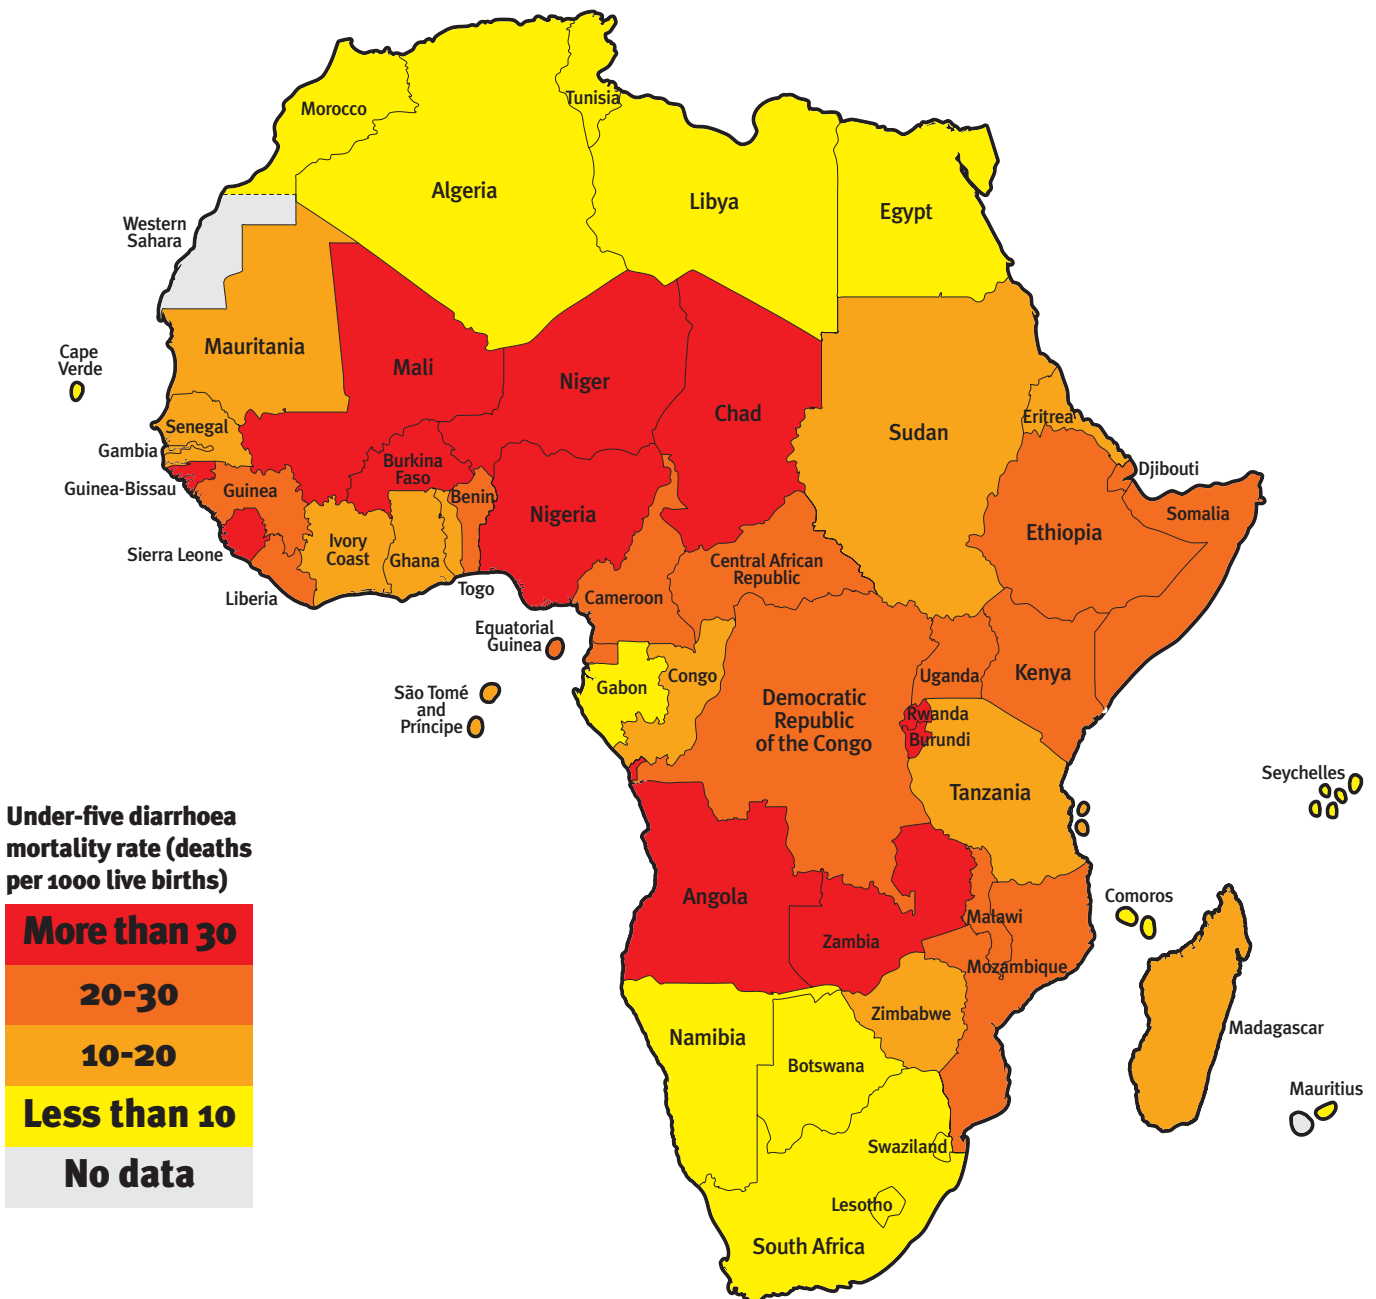 Morocco
Tunisia
Algeria
Libya
Egypt
Western
Sahara
Cape
Verde
Mauritania
Mali
Niger
Chad
Sudan
Eritrea
Senegal
Gambia
Guinea-Bissau
Guinea
Burkina
Faso
Benin
Nigeria
Djibouti
Somalia
Ethiopia
Sierra Leone
Ivory
Coast
Ghana
Togo
Liberia
Central African
Republic
Cameroon
Equatorial
Guinea
São Tomé
and
Príncipe
Gabon
Congo
Democratic
Republic
of the Congo
Uganda
Kenya
Rwanda
Burundi
Tanzania
Seychelles
Angola
Zambia
Malawi
Mozambique
Comoros
Zimbabwe
Namibia
Botswana
Madagascar
Mauritius
Swaziland
Lesotho
South Africa
Under-five diarrhoea
mortality rate (deaths
per 1000 live births)
More than 30
20-30
10-20
Less than 10
No data